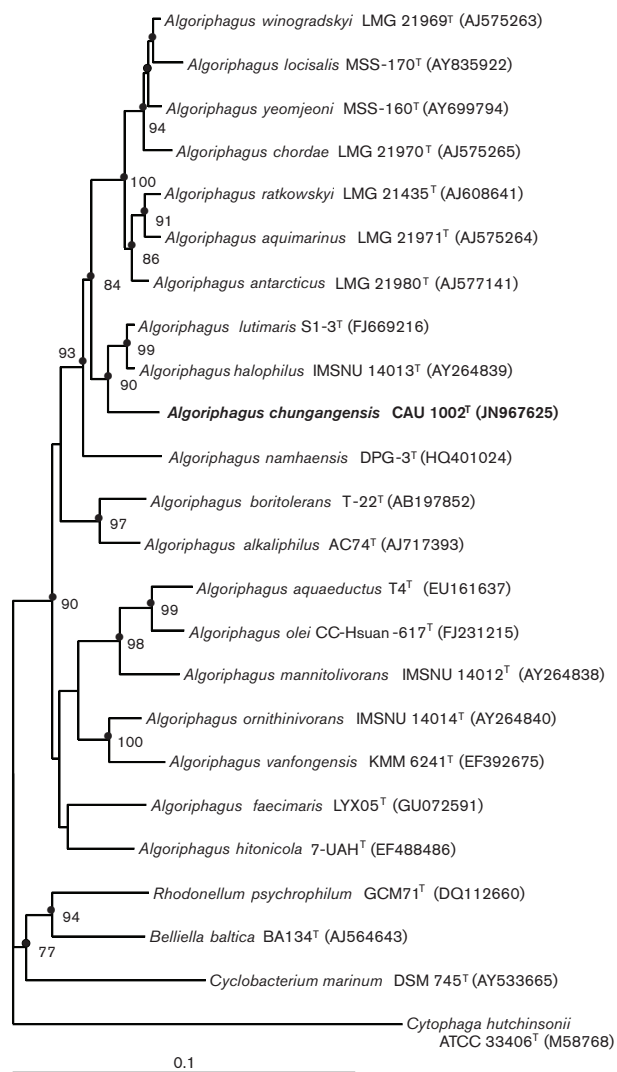 Algoriphagus winogradskyi LMG 21969ᵀ (AJ575263)
Algoriphagus locisalis MSS-170ᵀ (AY835922)
Algoriphagus yeomjeoni MSS-160ᵀ (AY699794)
94
Algoriphagus chordae LMG 21970ᵀ (AJ575265)
100
Algoriphagus ratkowskyi LMG 21435ᵀ (AJ608641)
91
Algoriphagus aquimarinus LMG 21971ᵀ (AJ575264)
86
Algoriphagus antarcticus LMG 21980ᵀ (AJ577141)
84
Algoriphagus lutimaris S1-3ᵀ (FJ669216)
99
93
Algoriphagus halophilus IMSNU 14013ᵀ (AY264839)
90
Algoriphagus chungangensis CAU 1002ᵀ (JN967625)
Algoriphagus namhaensis DPG-3ᵀ (HQ401024)
Algoriphagus boritolerans T-22ᵀ (AB197852)
97
Algoriphagus alkaliphilus AC74ᵀ (AJ717393)
Algoriphagus aquaeductus T4ᵀ (EU161637)
90
99
Algoriphagus olei CC-Hsuan-617ᵀ (FJ231215)
98
Algoriphagus mannitolivorans IMSNU 14012ᵀ (AY264838)
Algoriphagus ornithinivorans IMSNU 14014ᵀ (AY264840)
100
Algoriphagus vanfongensis KMM 6241ᵀ (EF392675)
Algoriphagus faecimaris LYX05ᵀ (GU072591)
Algoriphagus hitonicola 7-UAHᵀ (EF488486)
Rhodonellum psychrophilum GCM71ᵀ (DQ112660)
94
Belliella baltica BA134ᵀ (AJ564643)
77
Cyclobacterium marinum DSM 745ᵀ (AY533665)
Cytophaga hutchinsonii
ATCC 33406ᵀ (M58768)
0.1